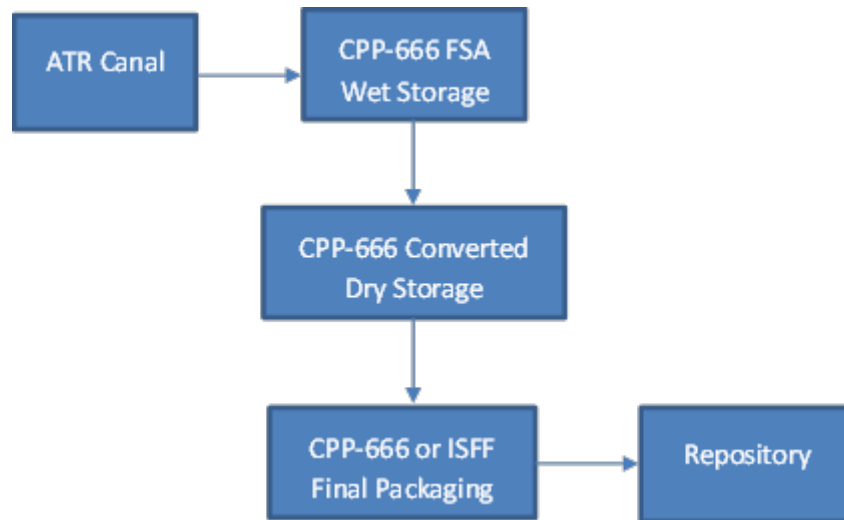 ATR Canal
CPP-666 FSA
Wet Storage
CPP-666 Converted
Dry Storage
CPP-666 or ISFF
Final Packaging
Repository